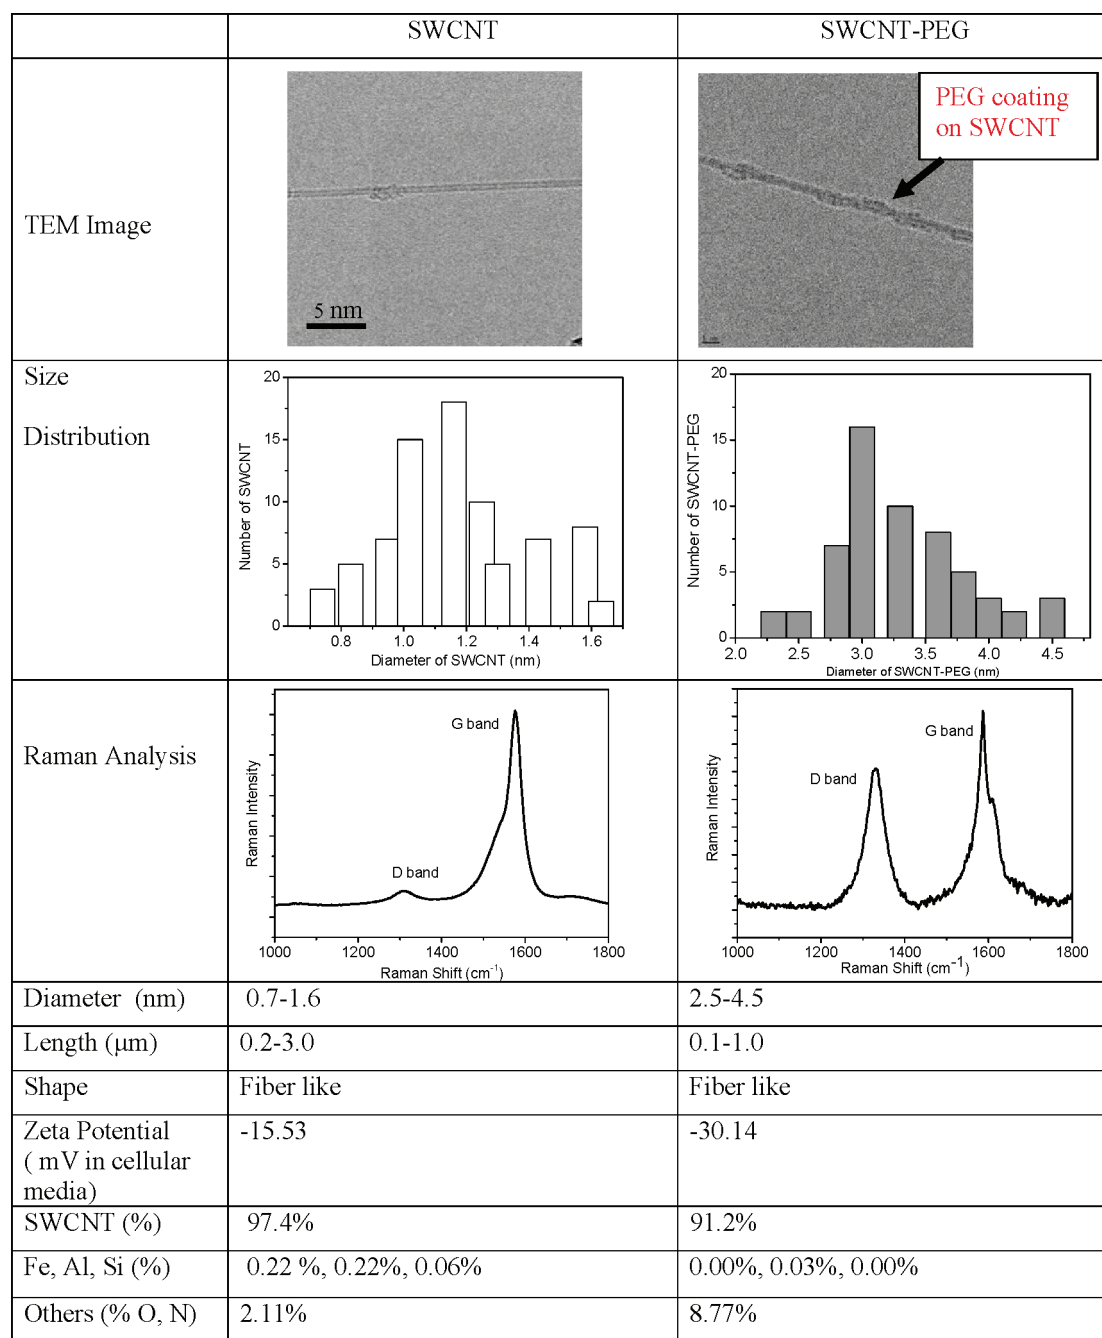 SWCNT
SWCNT-PEG
TEM Image
5 nm
PEG coating
on SWCNT
Size
Distribution
Number of SWCNT
20
15
10
5
0
0.8 1.0 1.2 1.4 1.6
Diameter of SWCNT (nm)
Number of SWCNT-PEG
20
15
10
5
0
2.0 2.5 3.0 3.5 4.0 4.5
Diameter of SWCNT-PEG (nm)
Raman Analysis
Raman Intensity
G band
D band
1000 1200 1400 1600 1800
Raman Shift (cm⁻¹)
Raman Intensity
G band
D band
1000 1200 1400 1600 1800
Raman Shift (cm⁻¹)
Diameter (nm)
0.7-1.6
2.5-4.5
Length (μm)
0.2-3.0
0.1-1.0
Shape
Fiber like
Fiber like
Zeta Potential
( mV in cellular
media)
-15.53
-30.14
SWCNT (%)
97.4%
91.2%
Fe, Al, Si (%)
0.22 %, 0.22%, 0.06%
0.00%, 0.03%, 0.00%
Others (% O, N)
2.11%
8.77%